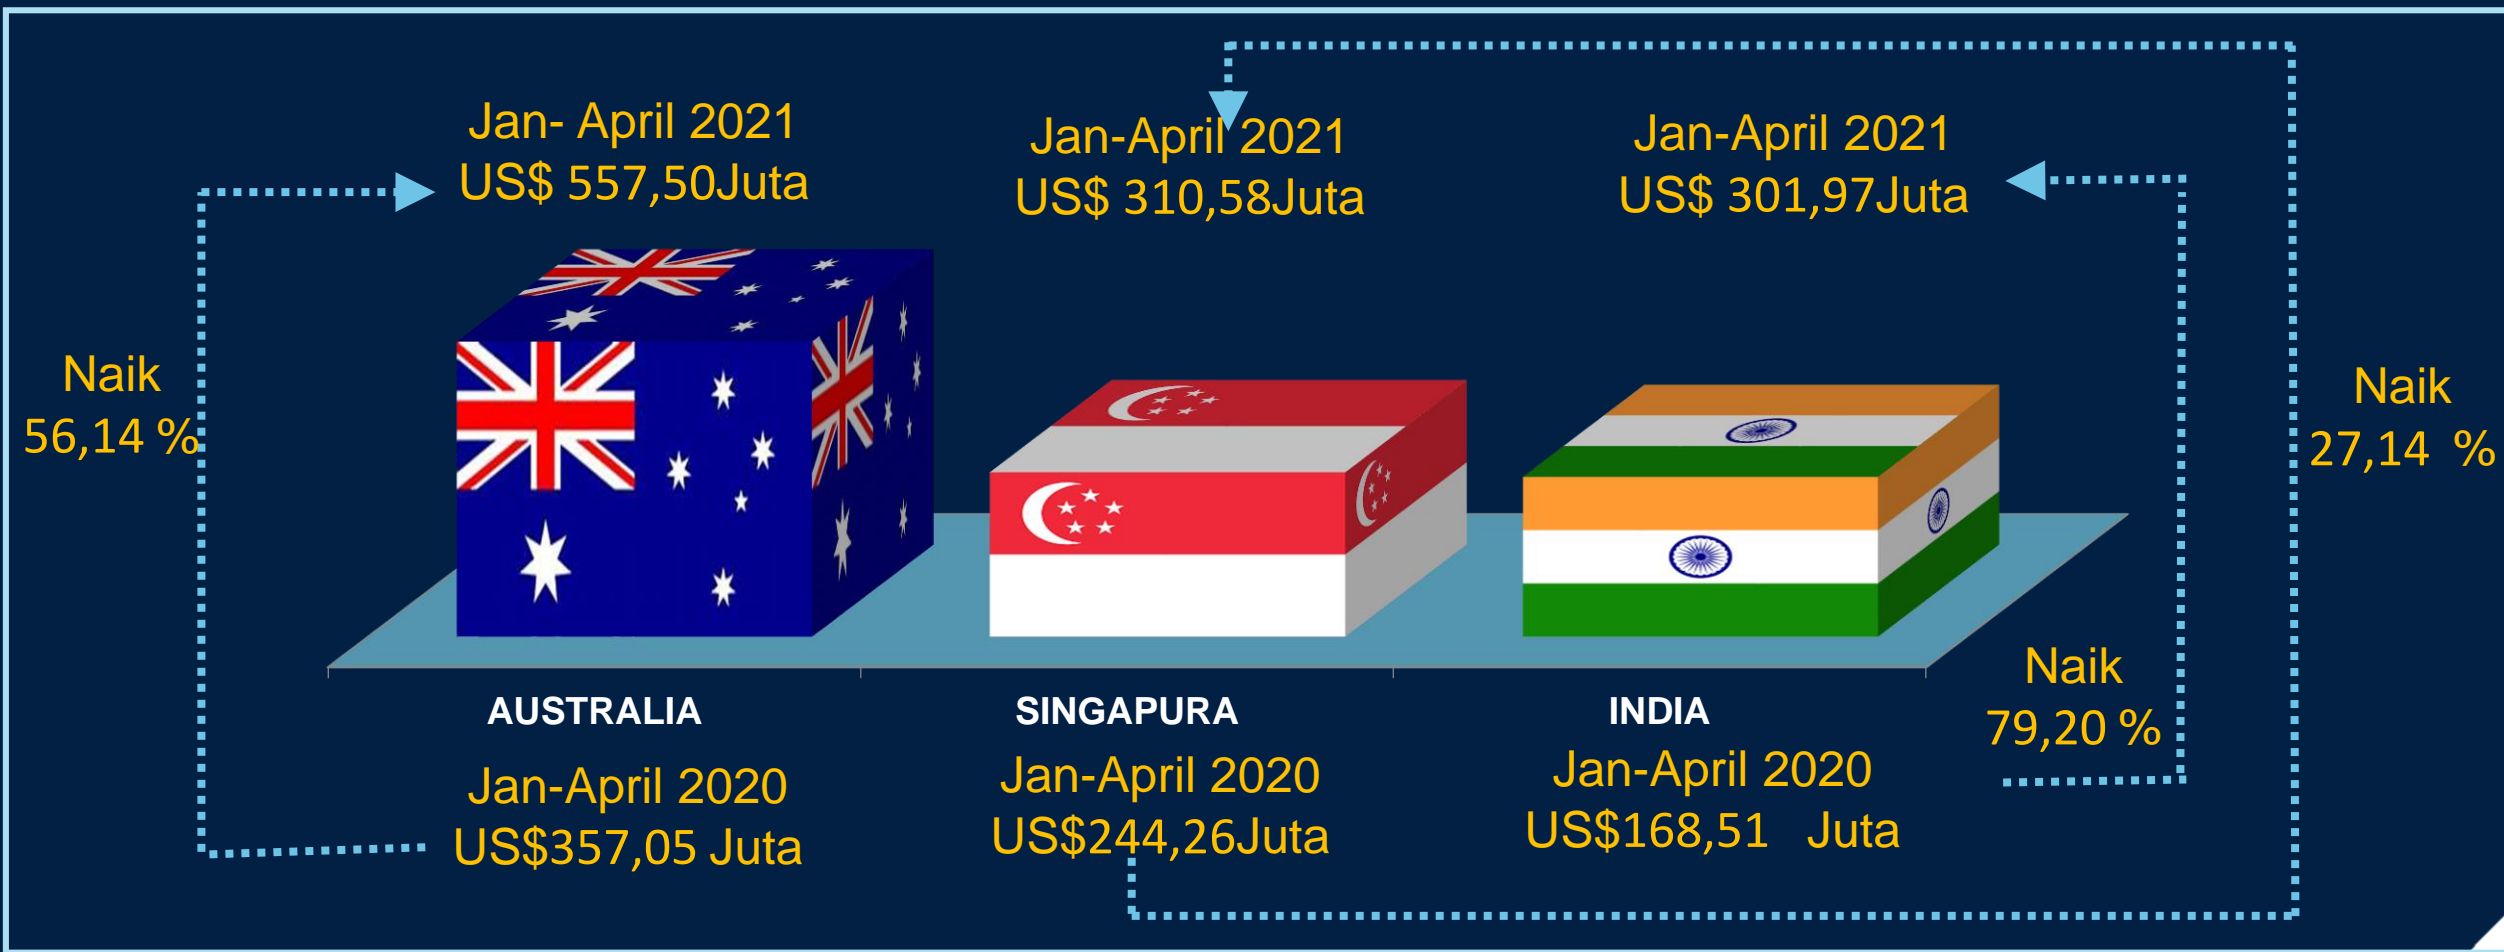 Jan- April 2021
US$ 557,50Juta
Jan-April 2021
US$ 310,58Juta
Jan-April 2021
US$ 301,97Juta
Naik
56,14 %
Naik
27,14 %
Naik
79,20 %
AUSTRALIA
SINGAPURA
INDIA
Jan-April 2020
US$357,05 Juta
Jan-April 2020
US$244,26Juta
Jan-April 2020
US$168,51 Juta